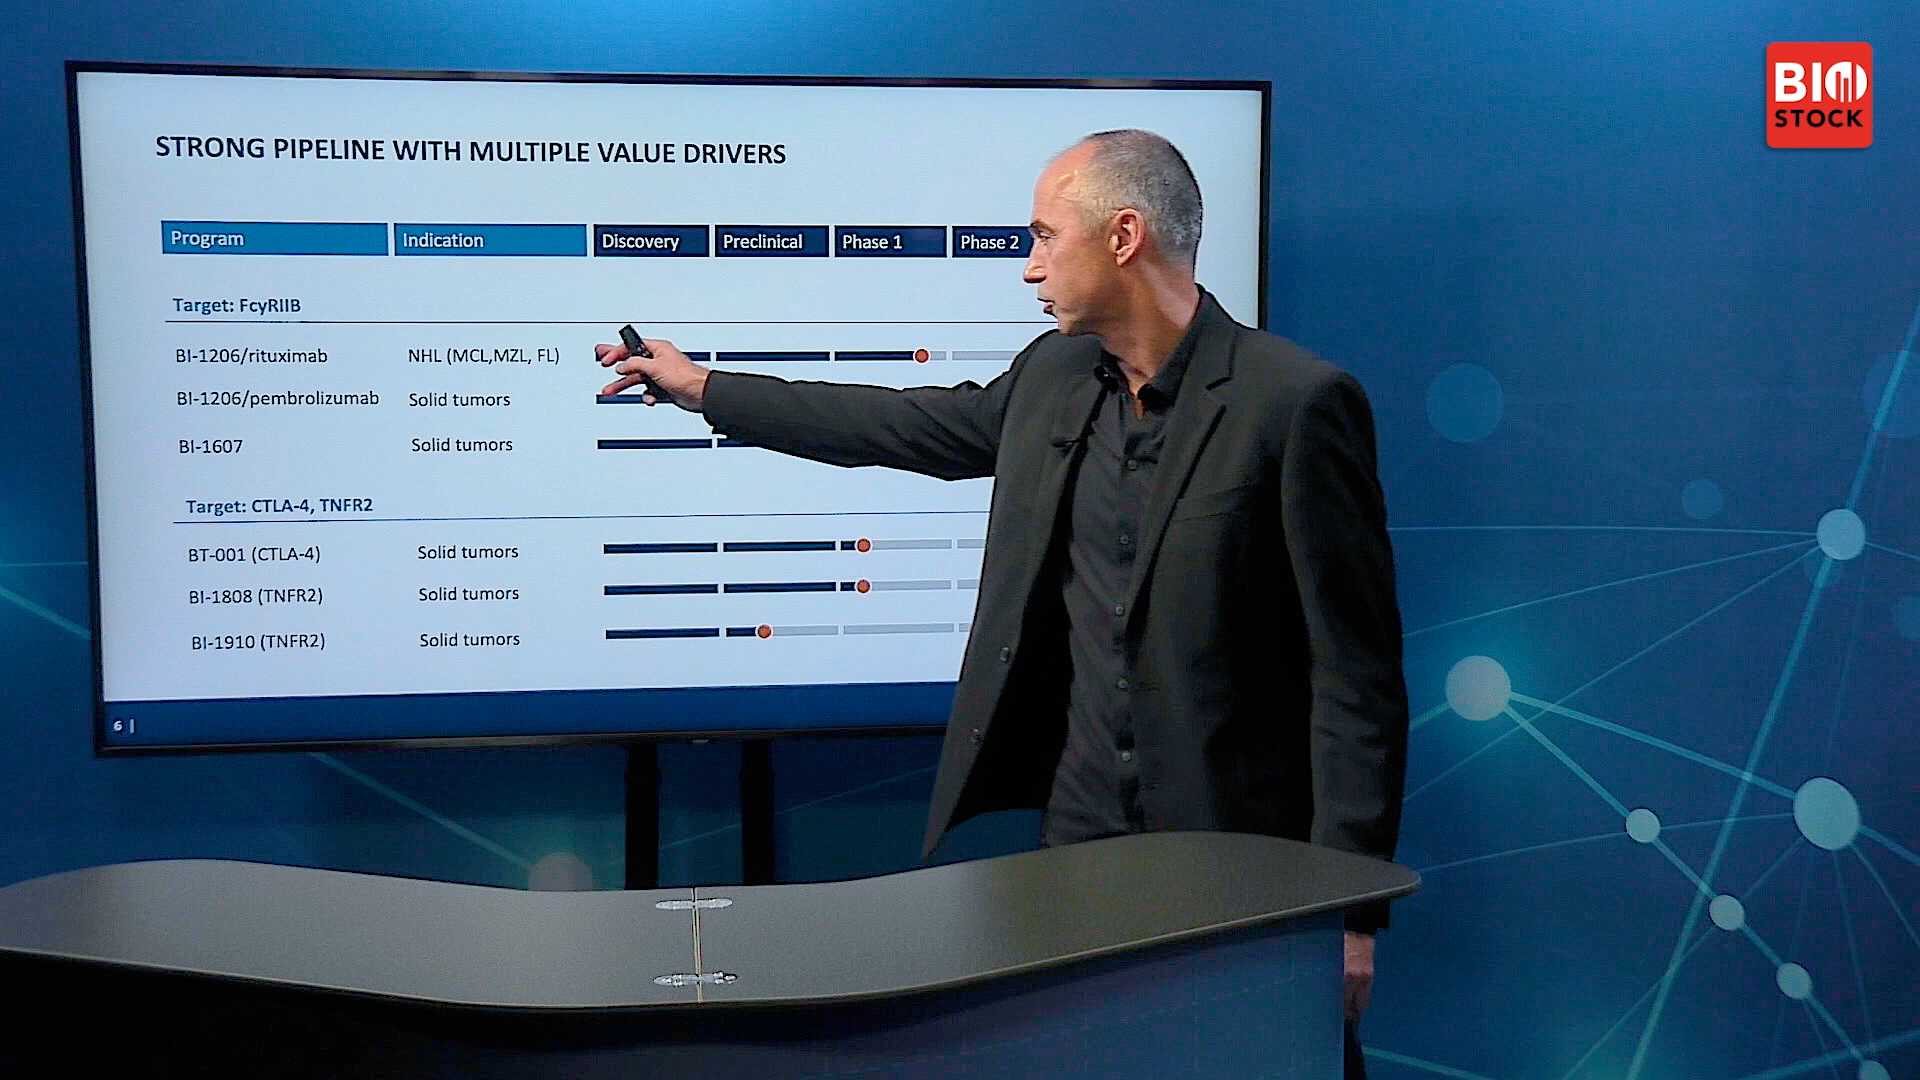 BIO
STOCK
STRONG PIPELINE WITH MULTIPLE VALUE DRIVERS
Program Indication Discovery Preclinical Phase 1 Phase 2
Target: FcyRIIB
BI-1206/rituximab NHL (MCL,MZL, FL)
BI-1206/pembrolizumab Solid tumors
BI-1607 Solid tumors
Target: CTLA-4, TNFR2
BT-001 (CTLA-4) Solid tumors
BI-1808 (TNFR2) Solid tumors
BI-1910 (TNFR2) Solid tumors
6 |